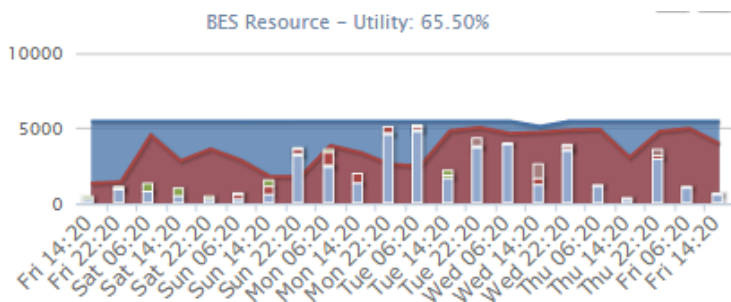 BES Resource – Utility: 65.50%
10000
5000
0
Fri 14:20
Fri 22:20
Sat 06:20
Sat 14:20
Sat 22:20
Sun 06:20
Sun 14:20
Sun 22:20
Mon 06:20
Mon 14:20
Mon 22:20
Tue 06:20
Tue 14:20
Tue 22:20
Wed 06:20
Wed 14:20
Wed 22:20
Thu 06:20
Thu 14:20
Thu 22:20
Fri 06:20
Fri 14:20